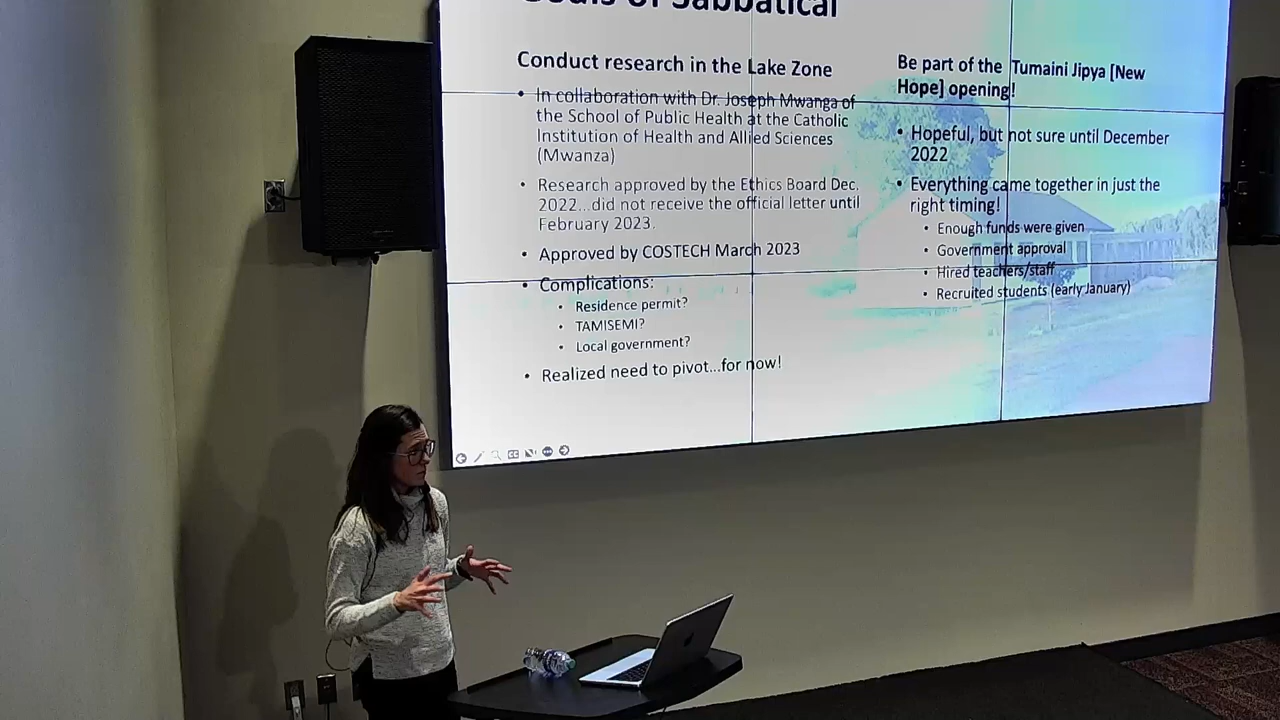 Goals of Sabbatical
Conduct research in the Lake Zone
• In collaboration with Dr. Joseph Mwanga of
the School of Public Health at the Catholic
Institution of Health and Allied Sciences
(Mwanza)
• Research approved by the Ethics Board Dec.
2022...did not receive the official letter until
February 2023.
• Approved by COSTECH March 2023
• Complications:
• Residence permit?
• TAMISEMI?
• Local government?
• Realized need to pivot...for now!
Be part of the Tumaini Jipya [New
Hope] opening!
• Hopeful, but not sure until December
2022
• Everything came together in just the
right timing!
• Enough funds were given
• Government approval
• Hired teachers/staff
• Recruited students (early January)
CC